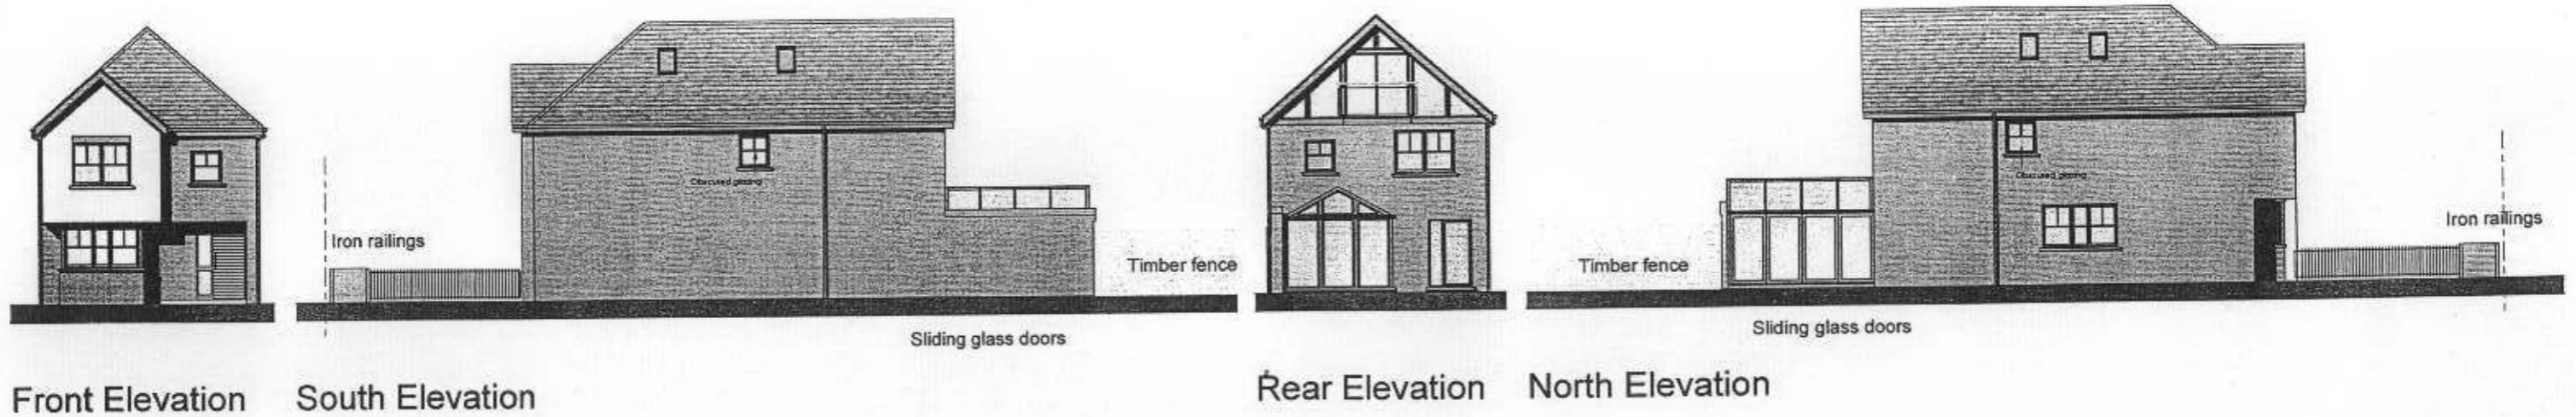 Iron railings
Obscured glazing
Timber fence
Sliding glass doors
Timber fence
Obscured glazing
Iron railings
Sliding glass doors
Front Elevation
South Elevation
Rear Elevation
North Elevation